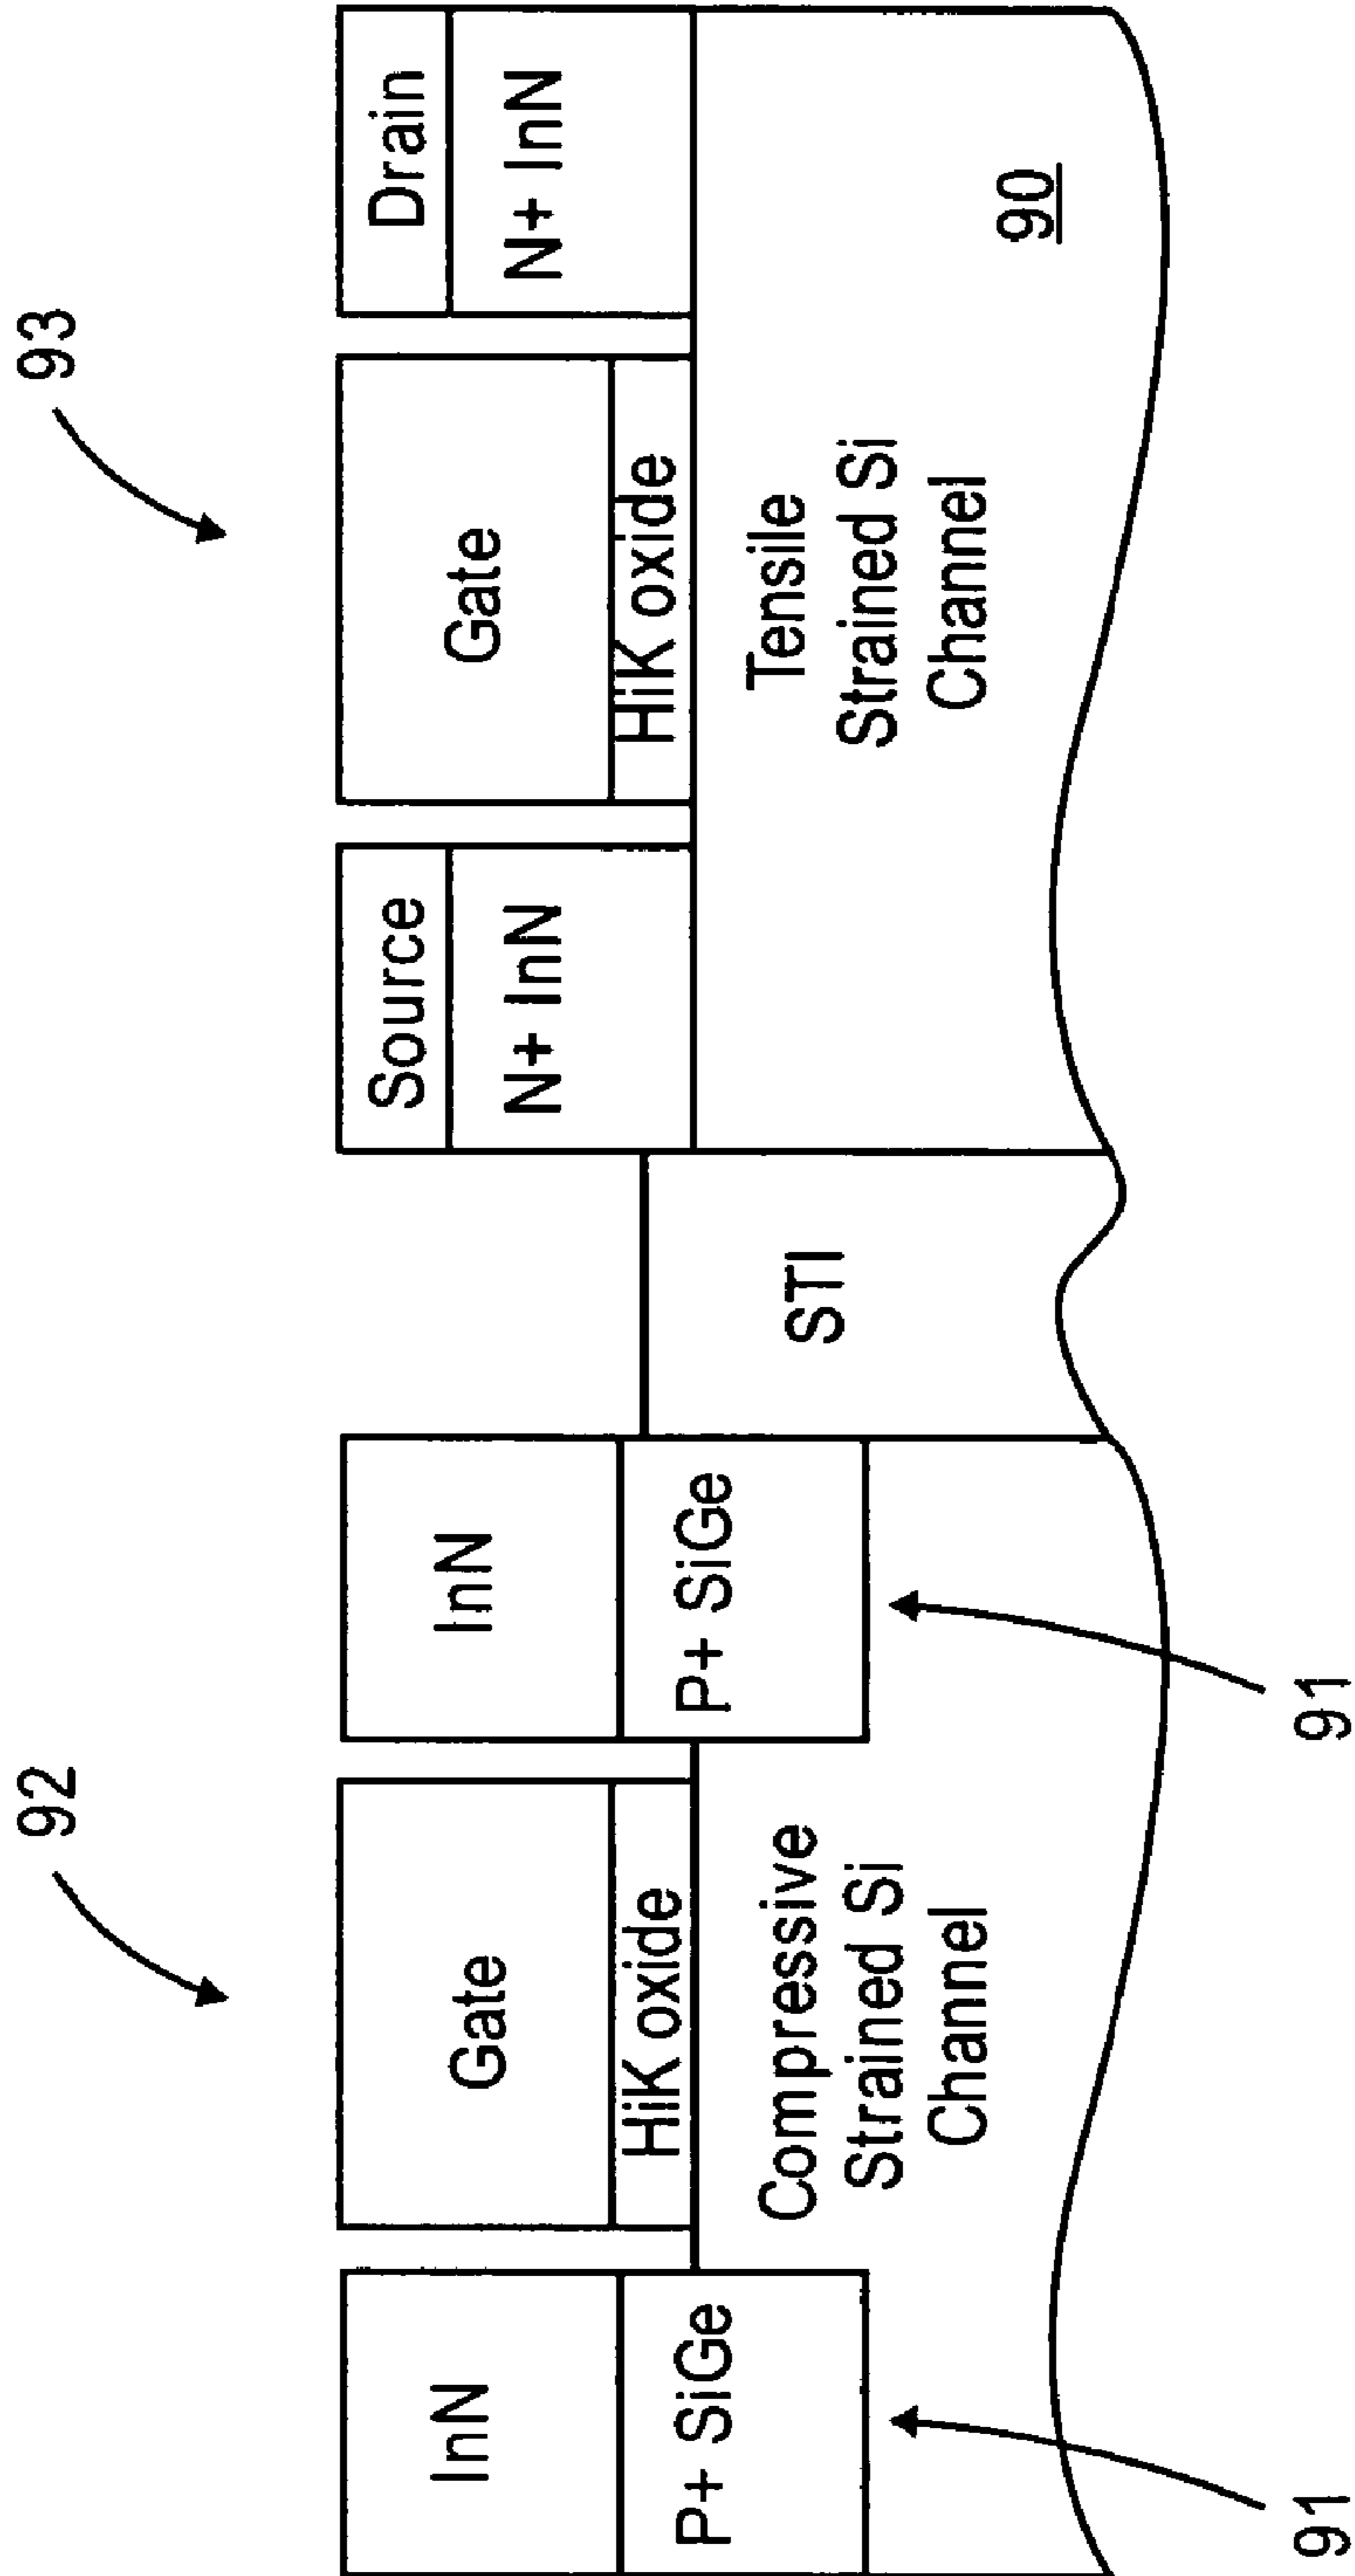 92
93
InN
P+ SiGe
Gate
HiK oxide
InN
P+ SiGe
Source
N+ InN
Gate
HiK oxide
Drain
N+ InN
Compressive
Strained Si
Channel
STI
Tensile
Strained Si
Channel
90
91
91